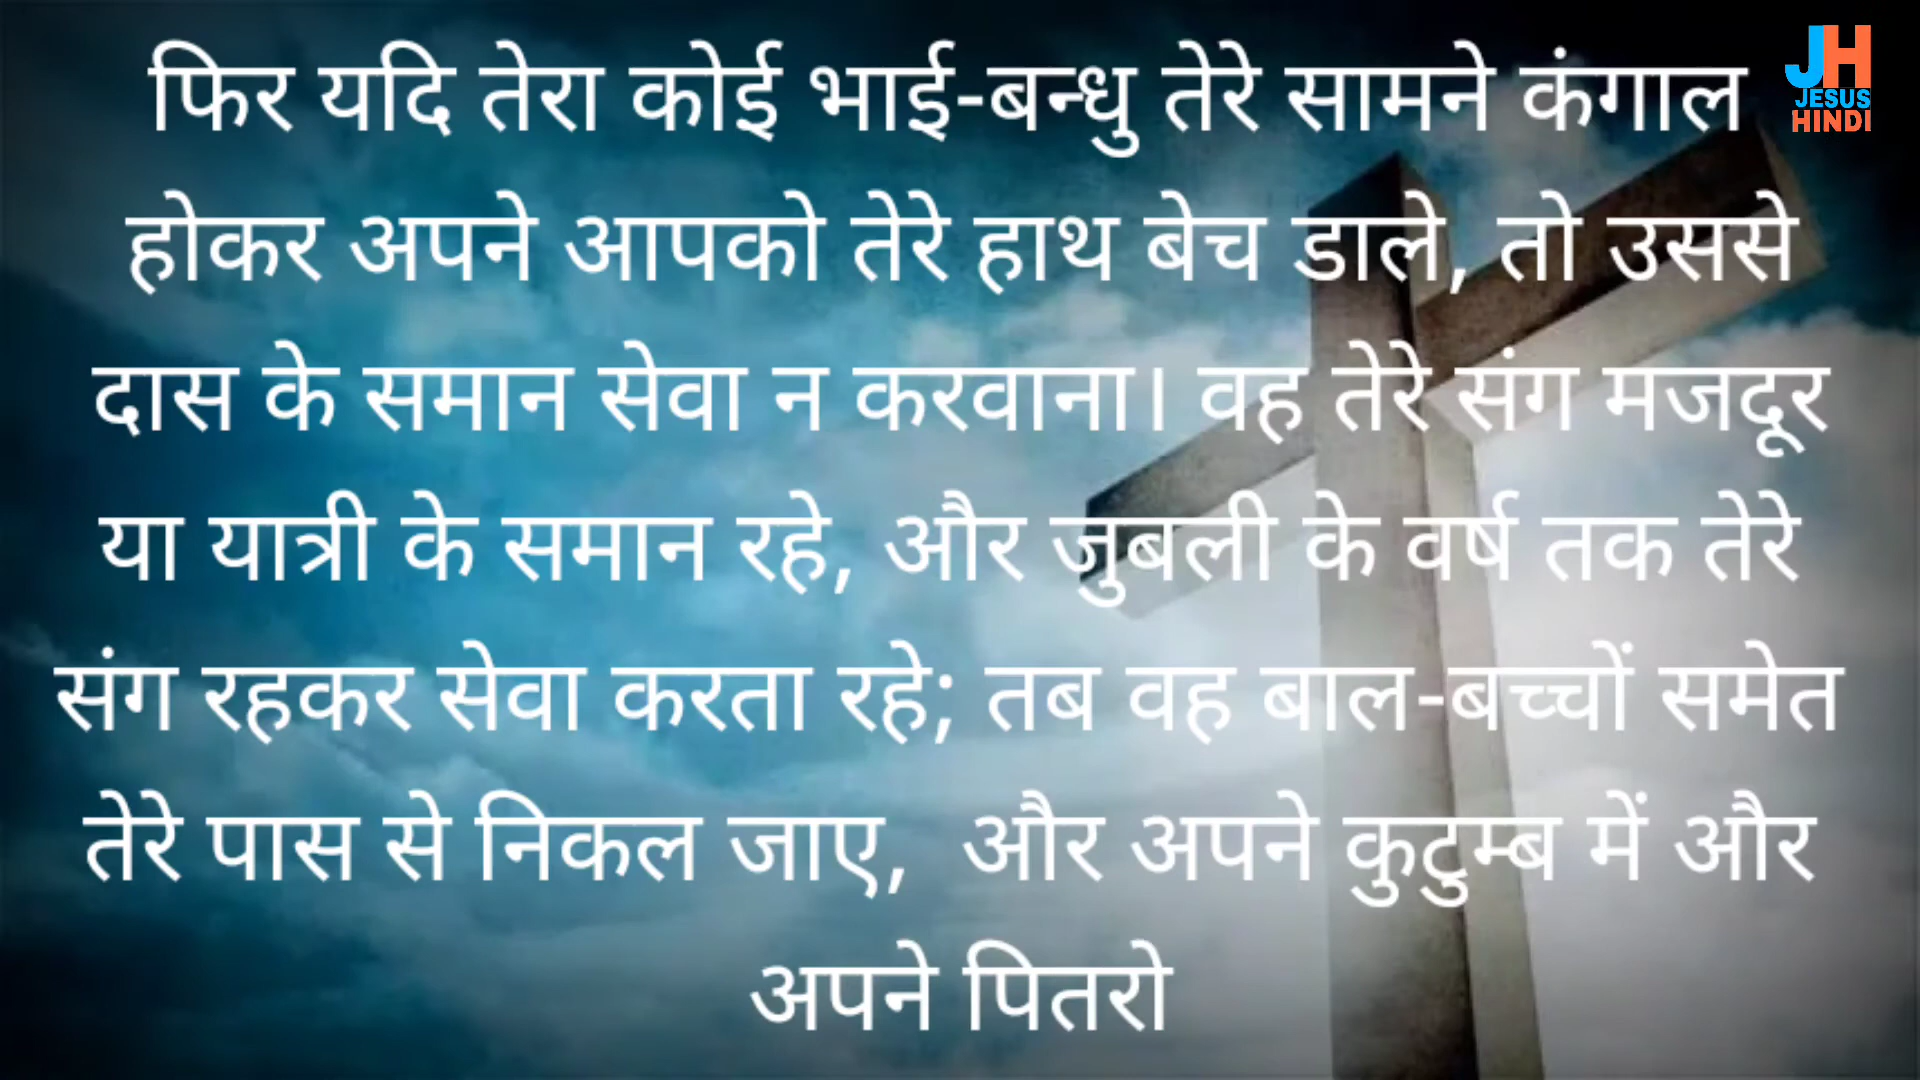 फिर यदि तेरा कोई भाई-बन्धु तेरे सामने कंगाल
होकर अपने आपको तेरे हाथ बेच डाले, तो उससे
दास के समान सेवा न करवाना। वह तेरे संग मजदूर
या यात्री के समान रहे, और जुबली के वर्ष तक तेरे
संग रहकर सेवा करता रहे; तब वह बाल-बच्चों समेत
तेरे पास से निकल जाए, और अपने कुटुम्ब में और
अपने पितरो
JH
JESUS
HINDI